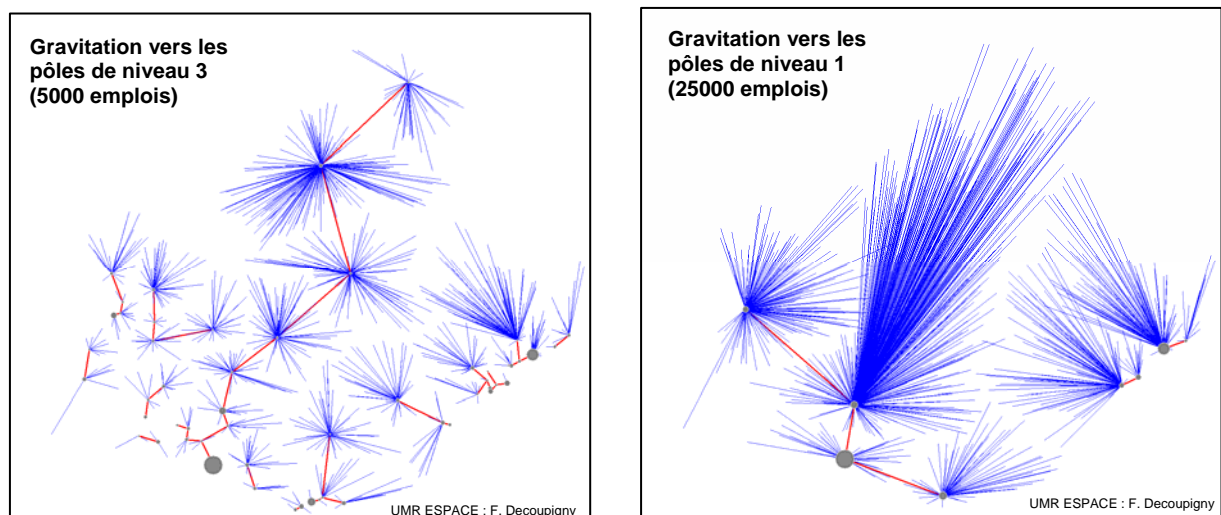 Gravitation vers les
pôles de niveau 3
(5000 emplois)
UMR ESPACE : F. Decoupigny
Gravitation vers les
pôles de niveau 1
(25000 emplois)
UMR ESPACE : F. Decoupigny